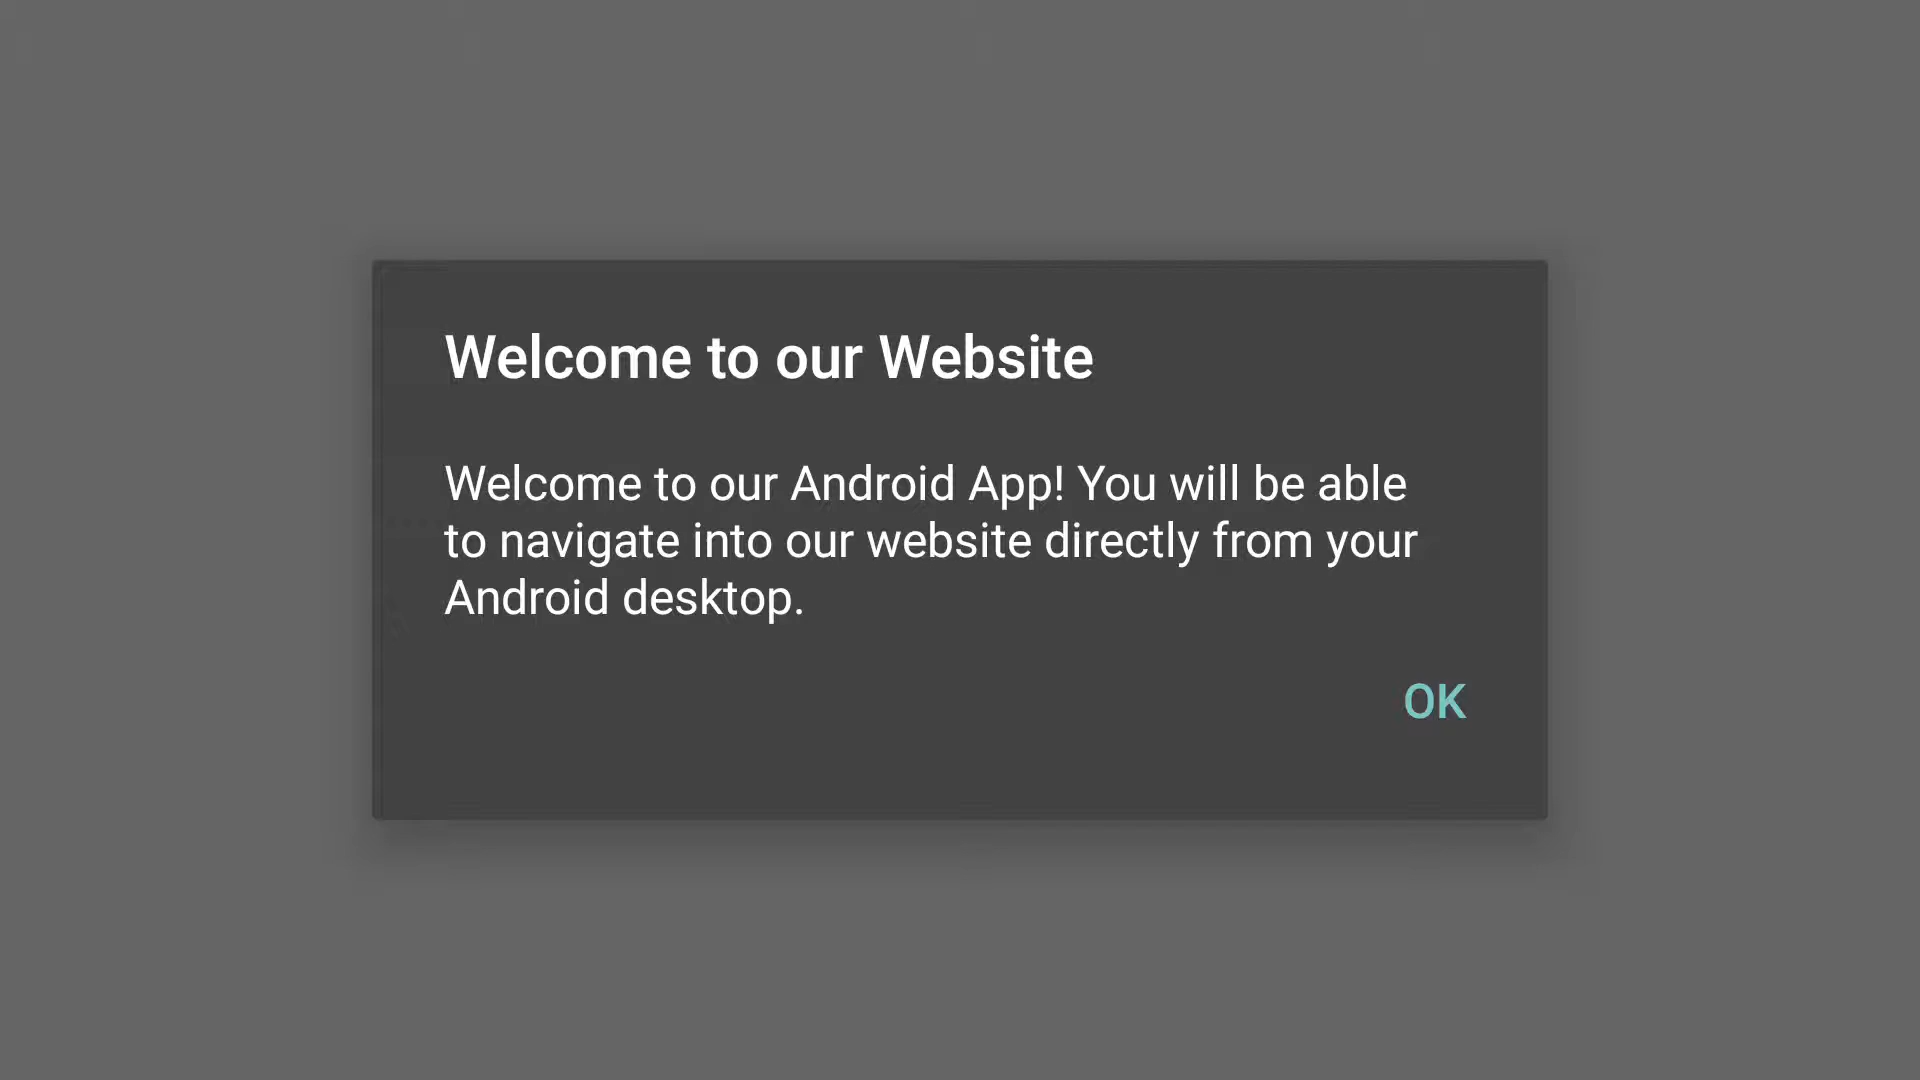 Welcome to our Website
Welcome to our Android App! You will be able
to navigate into our website directly from your
Android desktop.
OK